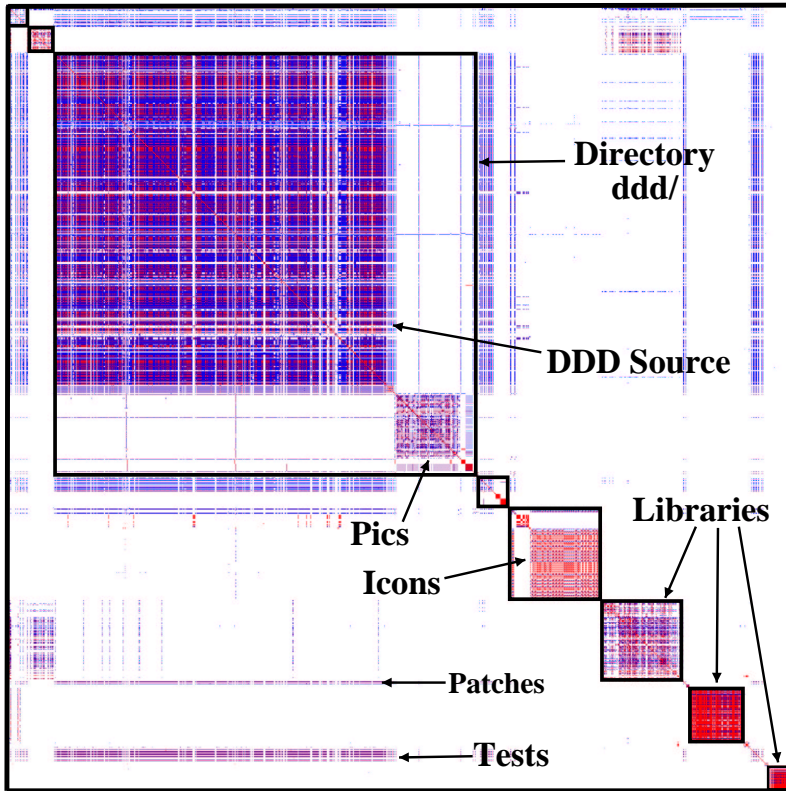 Directory
ddd/
DDD Source
Pics
Libraries
Icons
Patches
Tests